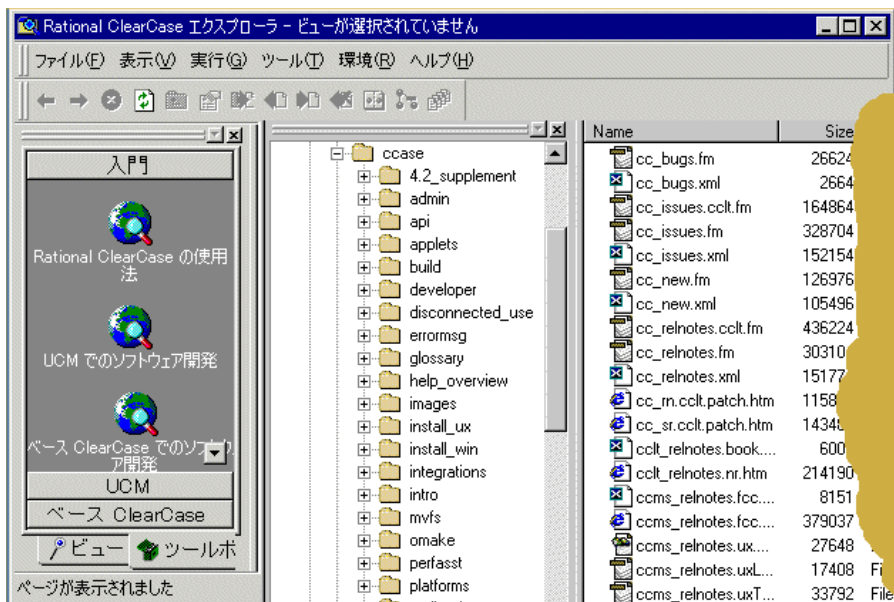 Rational ClearCase エクスプローラ - ビューが選択されていません
ファイル(F) 表示(V) 実行(G) ツール(T) 環境(R) ヘルプ(H)
入門
Rational ClearCase の使用
法
UCM でのソフトウェア開発
ベース ClearCase でのソフトウ
ア開発
UCM
ベース ClearCase
ビュー ツールボ
ページが表示されました
ccase
4.2_supplement
admin
api
applets
build
developer
disconnected_use
errormsg
glossary
help_overview
images
install_ux
install_win
integrations
intro
mvfs
omake
perfasst
platforms
Name Size
cc_bugs.fm 26624
cc_bugs.xml 2664
cc_issues.cclt.fm 164864
cc_issues.fm 328704
cc_issues.xml 152154
cc_new.fm 126976
cc_new.xml 105496
cc_relnotes.cclt.fm 436224
cc_relnotes.fm 30310
cc_relnotes.xml 15177
cc_rn.cclt.patch.htm 1158
cc_sr.cclt.patch.htm 1434
cclt_relnotes.book.... 600
cclt_relnotes.nr.htm 214190
ccms_relnotes.fcc.... 8151
ccms_relnotes.fcc.... 379037
ccms_relnotes.ux.... 27648
ccms_relnotes.uxL... 17408 Fi
ccms_relnotes.uxT... 33792 File